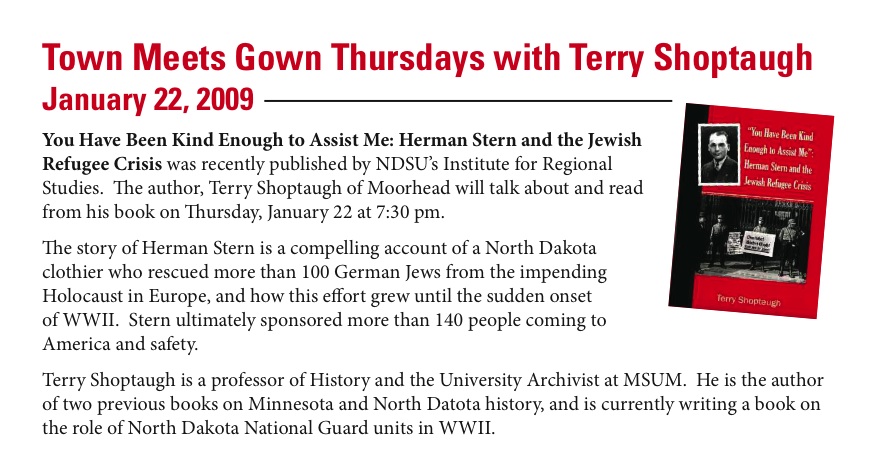 Town Meets Gown Thursdays with Terry Shoptaugh
January 22, 2009
You Have Been Kind Enough to Assist Me: Herman Stern and the Jewish
Refugee Crisis was recently published by NDSU’s Institute for Regional
Studies.  The author, Terry Shoptaugh of Moorhead will talk about and read
from his book on Thursday, January 22 at 7:30 pm.
The story of Herman Stern is a compelling account of a North Dakota
clothier who rescued more than 100 German Jews from the impending
Holocaust in Europe, and how this effort grew until the sudden onset
of WWII.  Stern ultimately sponsored more than 140 people coming to
America and safety.
Terry Shoptaugh is a professor of History and the University Archivist at MSUM.  He is the author
of two previous books on Minnesota and North Datota history, and is currently writing a book on
the role of North Dakota National Guard units in WWII.
"You Have Been Kind
Enough to Assist Me":
Herman Stern and the
Jewish Refugee Crisis
Terry Shoptaugh